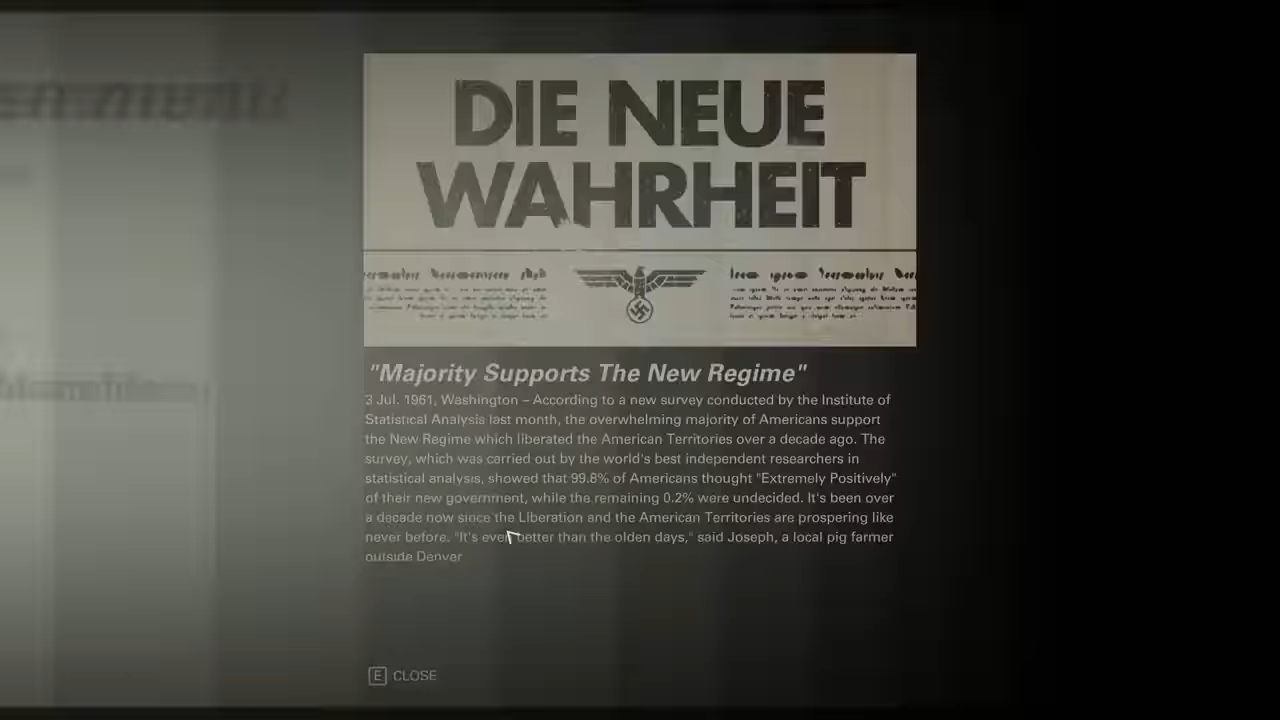 DIE NEUE
WAHRHEIT
"Majority Supports The New Regime"
3 Jul. 1961, Washington – According to a new survey conducted by the Institute of
Statistical Analysis last month, the overwhelming majority of Americans support
the New Regime which liberated the American Territories over a decade ago. The
survey, which was carried out by the world's best independent researchers in
statistical analysis, showed that 99.8% of Americans thought "Extremely Positively"
of their new government, while the remaining 0.2% were undecided. It's been over
a decade now since the Liberation and the American Territories are prospering like
never before. "It's even better than the olden days," said Joseph, a local pig farmer
outside Denver
E CLOSE